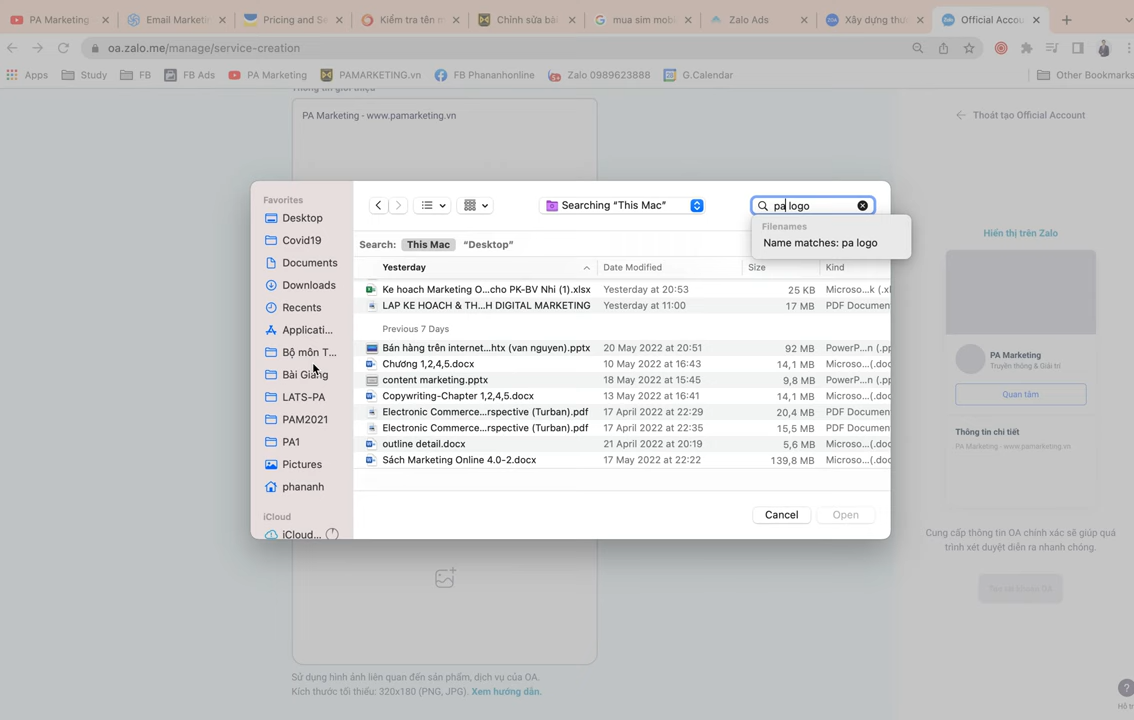 PA Marketing
Email Marketi
Pricing and Se
Kiểm tra tên m
Chỉnh sửa bài
mua sim mobi
Zalo Ads
Xây dựng thư
Official Accou
oa.zalo.me/manage/service-creation
Apps
Study
FB
FB Ads
PA Marketing
PAMARKETING.vn
FB Phananhonline
Zalo 0989623888
G.Calendar
Other Bookmarks
Thông tin giới thiệu
PA Marketing - www.pamarketing.vn
Thoát tạo Official Account
Favorites
Desktop
Covid19
Documents
Downloads
Recents
Applicati...
Bộ môn T...
Bài Giảng
LATS-PA
PAM2021
PA1
Pictures
phananh
iCloud
iCloud...
Searching “This Mac”
pa logo
Filenames
Name matches: pa logo
Search: This Mac “Desktop”
Yesterday Date Modified Size Kind
Ke hoach Marketing O...cho PK-BV Nhi (1).xlsx Yesterday at 20:53 25 KB Microso...k (.xl
LAP KE HOACH & TH...H DIGITAL MARKETING Yesterday at 11:00 17 MB PDF Documen
Previous 7 Days
Bán hàng trên internet...htx (van nguyen).pptx 20 May 2022 at 20:51 92 MB PowerP...n (.pp
Chương 1,2,4,5.docx 10 May 2022 at 16:43 14,1 MB Microso...(.doc
content marketing.pptx 18 May 2022 at 15:45 9,8 MB PowerP...n (.pp
Copywriting-Chapter 1,2,4,5.docx 13 May 2022 at 16:41 14,1 MB Microso...(.doc
Electronic Commerce...rspective (Turban).pdf 17 April 2022 at 22:29 20,4 MB PDF Documen
Electronic Commerce...rspective (Turban).pdf 17 April 2022 at 22:35 15,5 MB PDF Documen
outline detail.docx 21 April 2022 at 20:19 5,6 MB Microso...(.doc
Sách Marketing Online 4.0-2.docx 17 May 2022 at 22:22 139,8 MB Microso...(.doc
Cancel
Open
Hiển thị trên Zalo
PA Marketing
Truyền thông & Giải trí
Quan tâm
Thông tin chi tiết
PA Marketing - www.pamarketing.vn
Cung cấp thông tin OA chính xác sẽ giúp quá
trình xét duyệt diễn ra nhanh chóng.
Tạo tài khoản OA
Sử dụng hình ảnh liên quan đến sản phẩm, dịch vụ của OA.
Kích thước tối thiểu: 320x180 (PNG, JPG). Xem hướng dẫn.
?
Hỗ tr